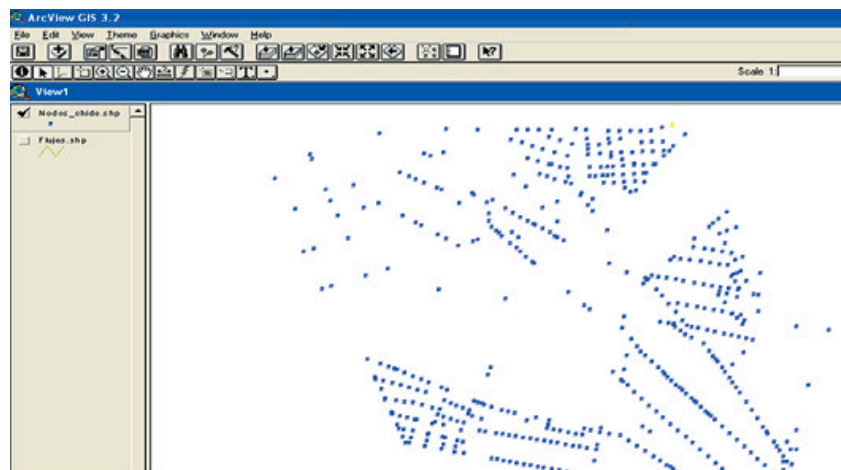 ArcView GIS 3.2
File Edit View Theme Graphics Window Help
Scale 1:
View1
Nodos_chido.shp
Flujos.shp